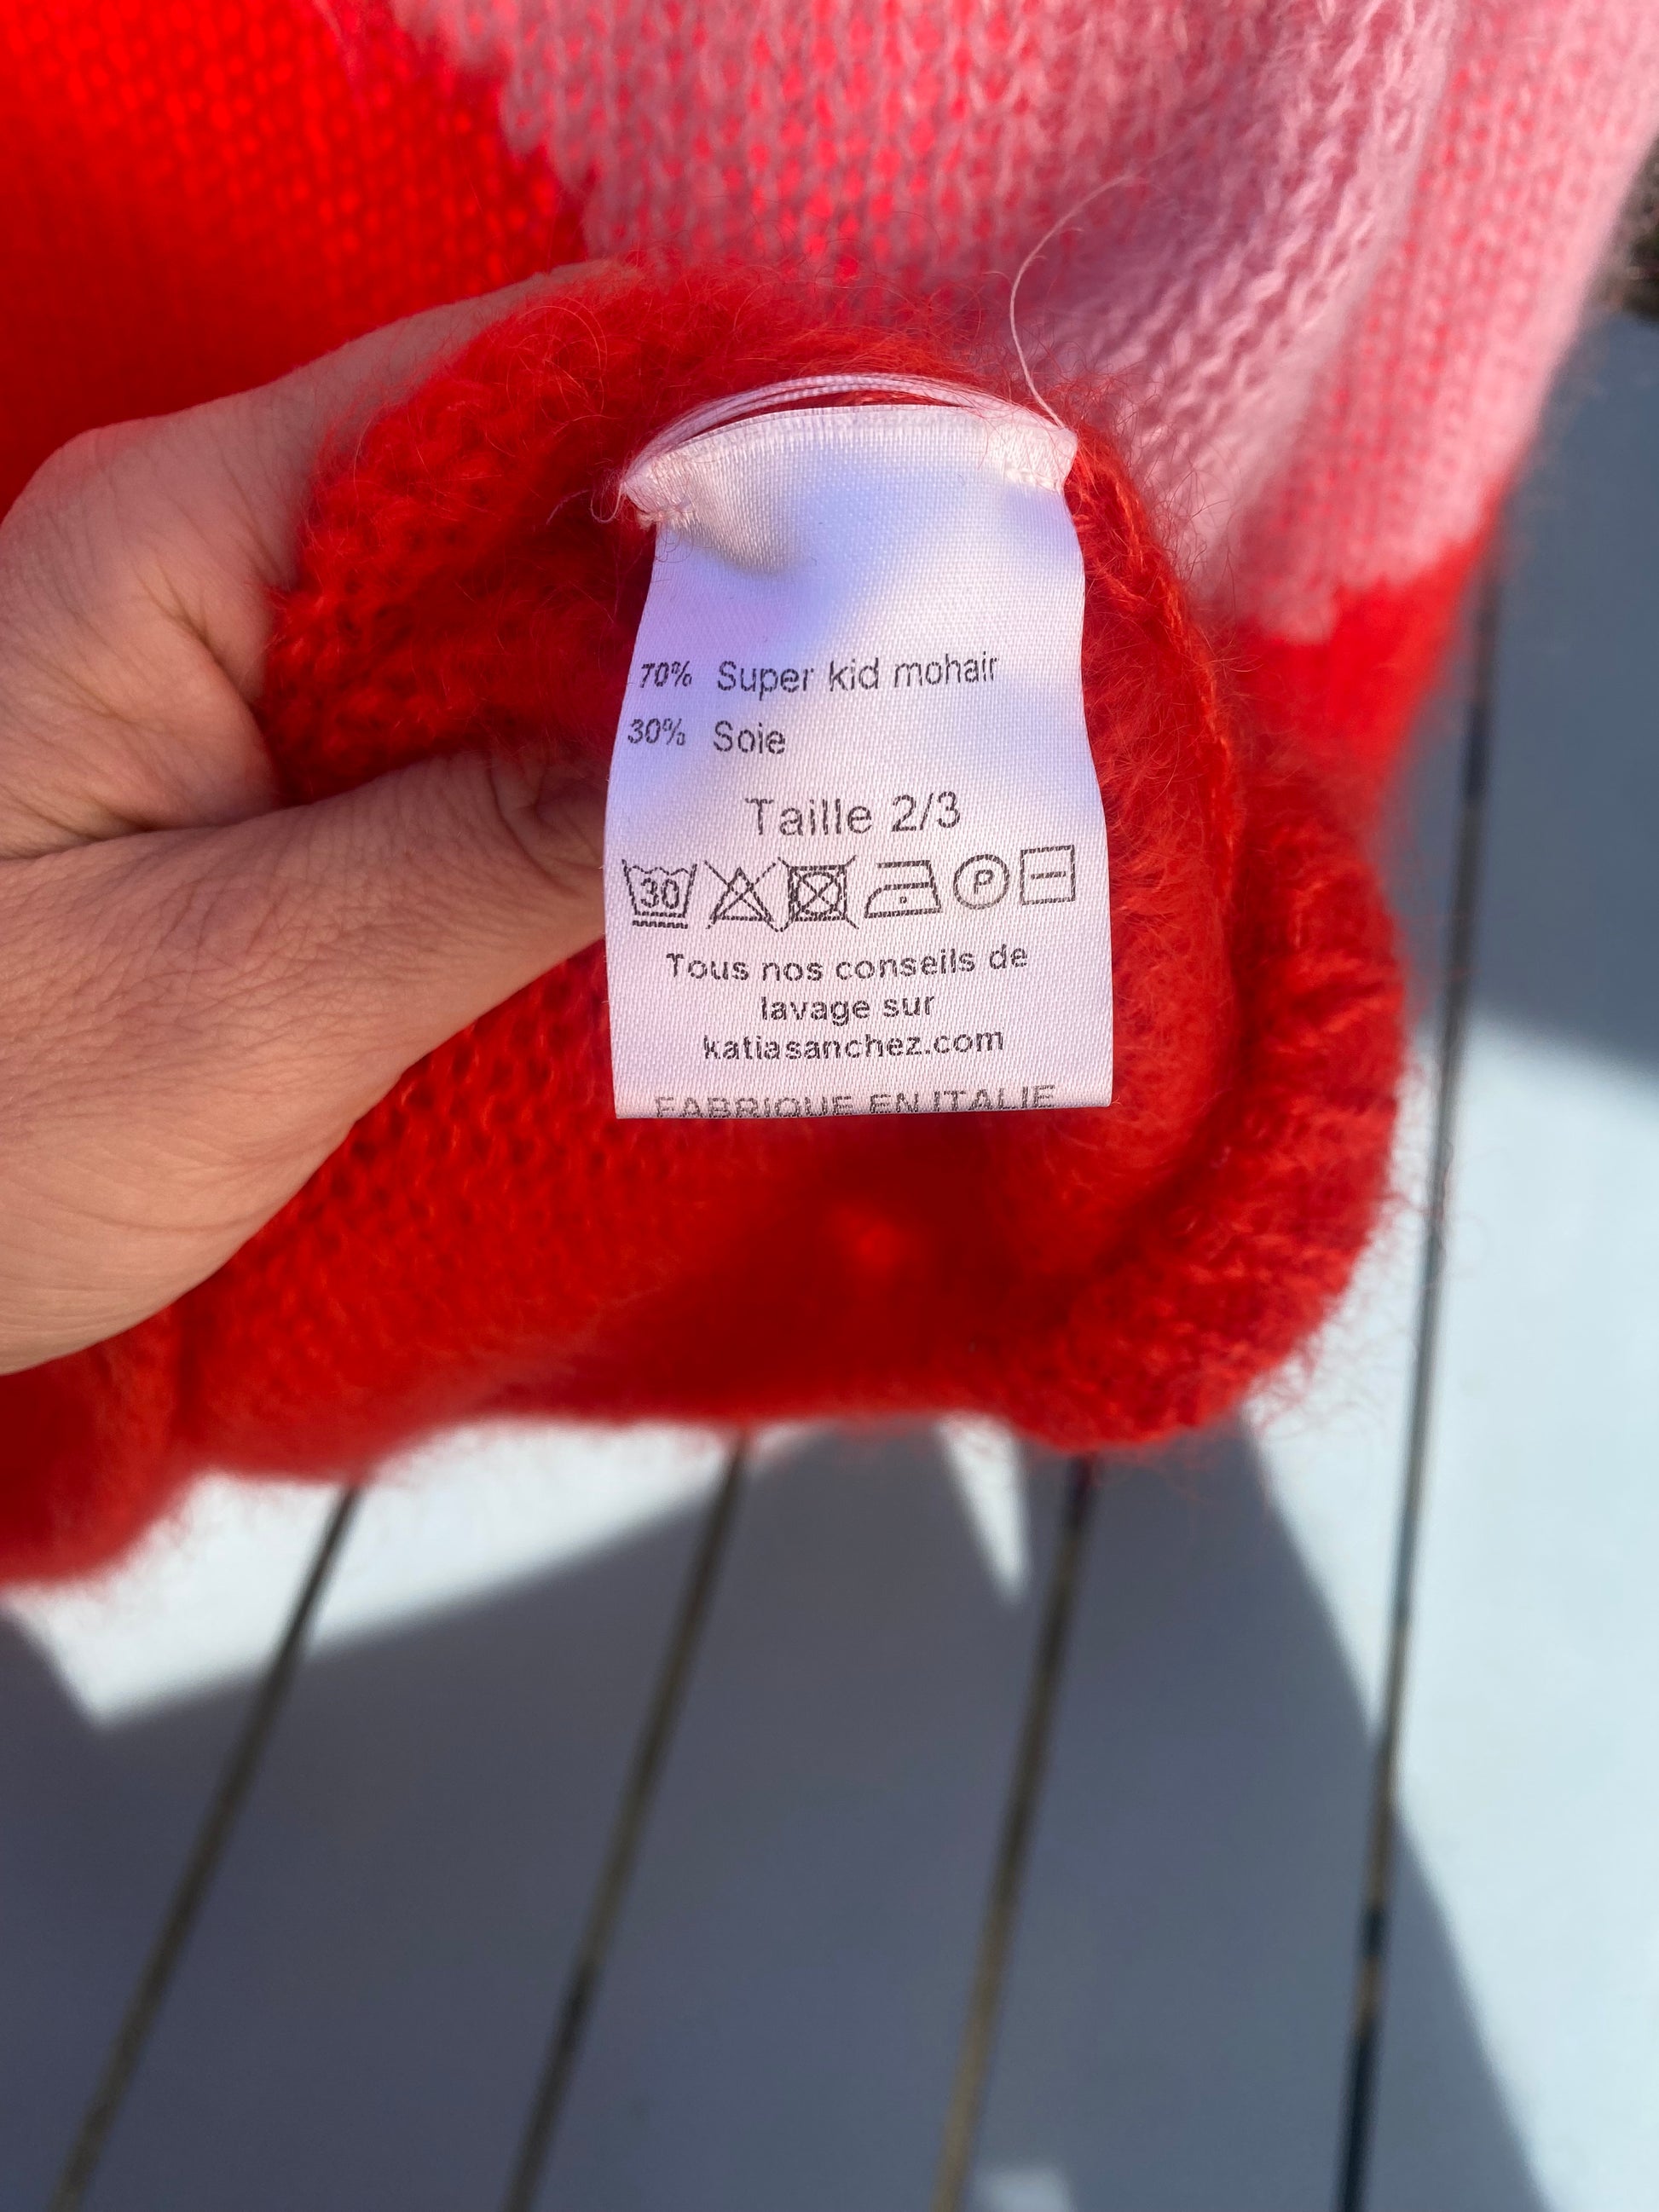 70% Super kid mohair
30% Soie
Taille 2/3
30 P
Tous nos conseils de
lavage sur
katiasanchez.com
FABRIQUE EN ITALIE